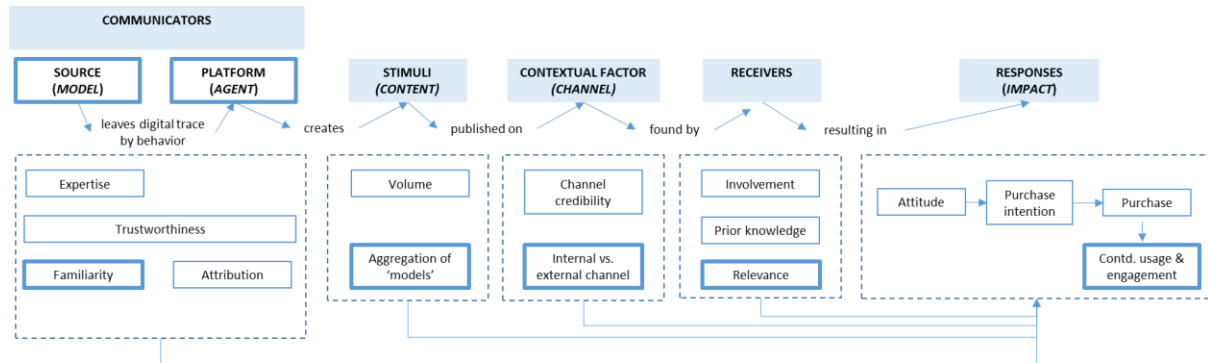 COMMUNICATORS
SOURCE
(MODEL)
PLATFORM
(AGENT)
STIMULI
(CONTENT)
CONTEXTUAL FACTOR
(CHANNEL)
RECEIVERS
RESPONSES
(IMPACT)
leaves digital trace
by behavior
creates
published on
found by
resulting in
Expertise
Trustworthiness
Familiarity
Attribution
Volume
Aggregation of
‘models’
Channel
credibility
Internal vs.
external channel
Involvement
Prior knowledge
Relevance
Attitude
Purchase
intention
Purchase
Contd. usage &
engagement